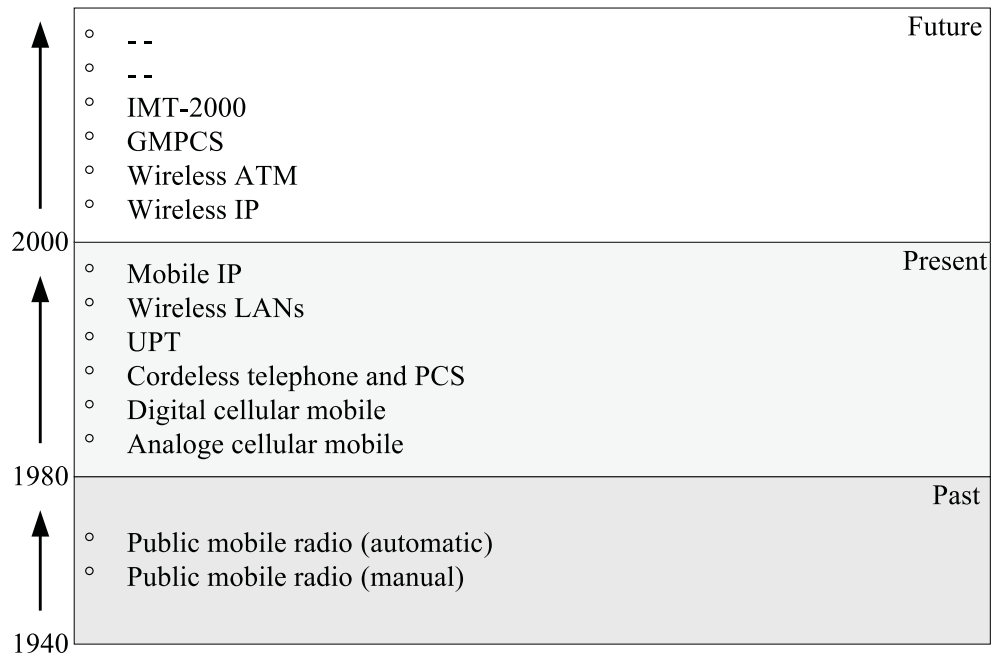 Future
° --
° --
° IMT-2000
° GMPCS
° Wireless ATM
° Wireless IP
2000
Present
° Mobile IP
° Wireless LANs
° UPT
° Cordeless telephone and PCS
° Digital cellular mobile
° Analoge cellular mobile
1980
Past
° Public mobile radio (automatic)
° Public mobile radio (manual)
1940